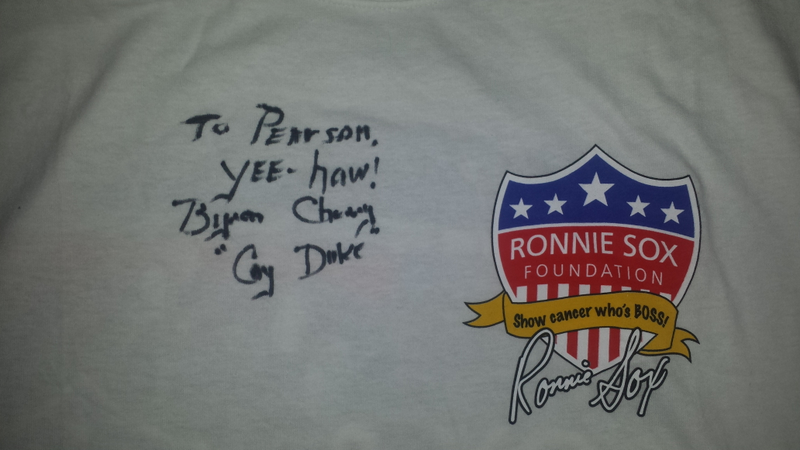 To Pearson,
YEE-haw!
Byron Cherry
"Coy Duke"
RONNIE SOX
FOUNDATION
Show cancer who's BOSS!
Ronnie Sox